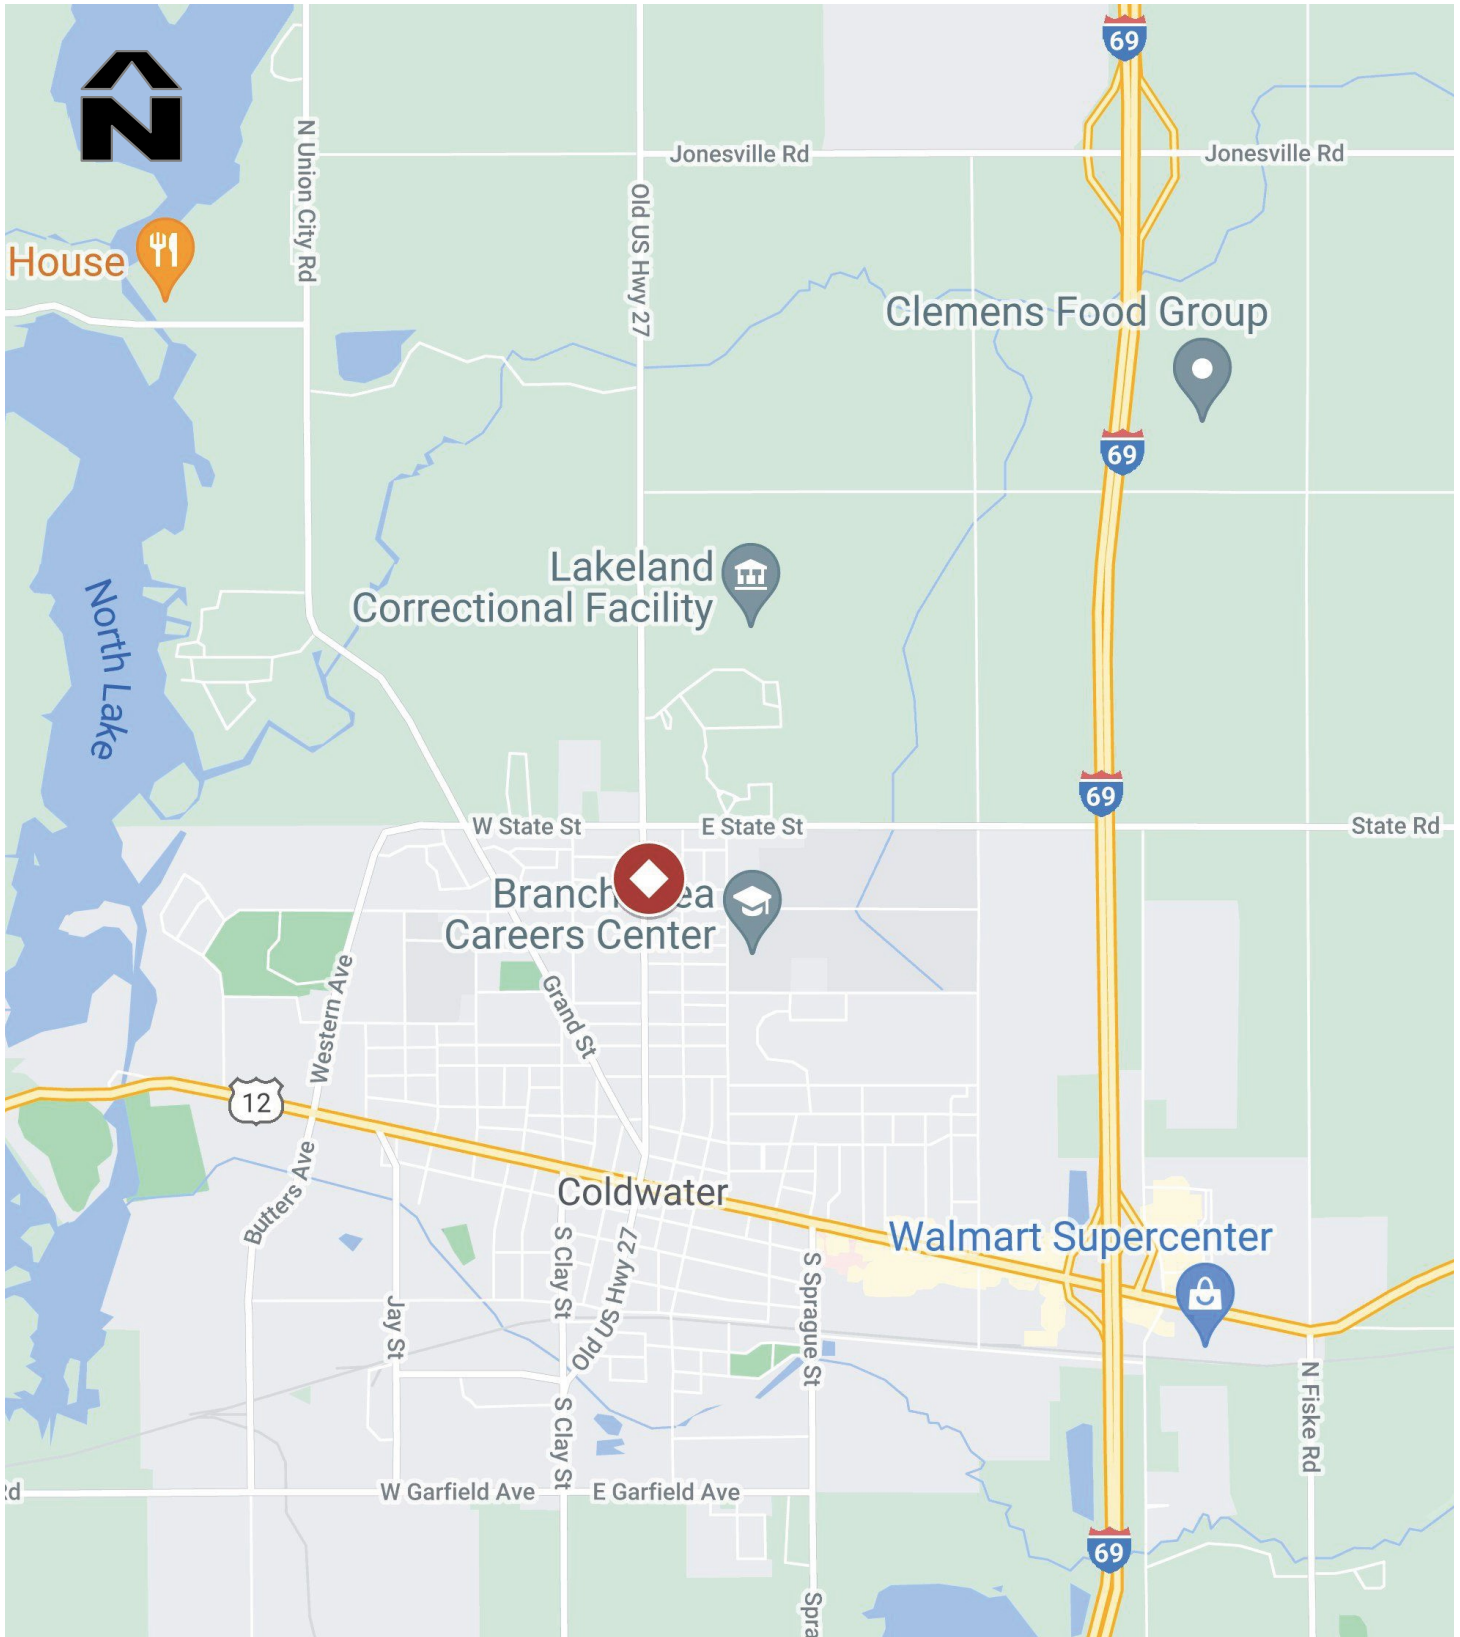 69
N
N Union City Rd
Jonesville Rd
Jonesville Rd
Old US Hwy 27
House
Clemens Food Group
69
Lakeland
Correctional Facility
North Lake
69
W State St
E State St
State Rd
Branch ea
Careers Center
Western Ave
Grand St
12
Butters Ave
Coldwater
Walmart Supercenter
S Clay St
Old US Hwy 27
S Sprague St
Jay St
N Fiske Rd
S Clay St
Rd
W Garfield Ave
E Garfield Ave
69
Spra